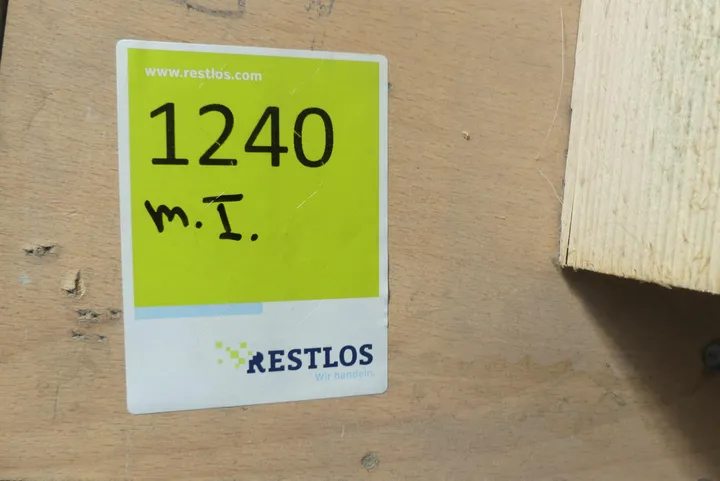 www.restlos.com
1240
m. I.
RESTLOS
Wir handeln.